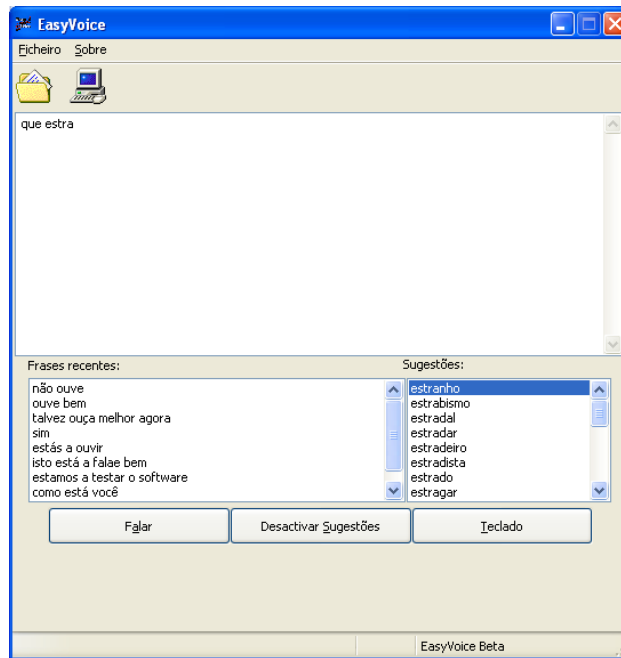 EasyVoice
Ficheiro Sobre
que estra
Frases recentes:
Sugestões:
não ouve
ouve bem
talvez ouça melhor agora
sim
estás a ouvir
isto está a falae bem
estamos a testar o software
como está você
estranho
estrabismo
estradal
estradar
estradeiro
estradista
estrado
estragar
Falar
Desactivar Sugestões
Teclado
EasyVoice Beta